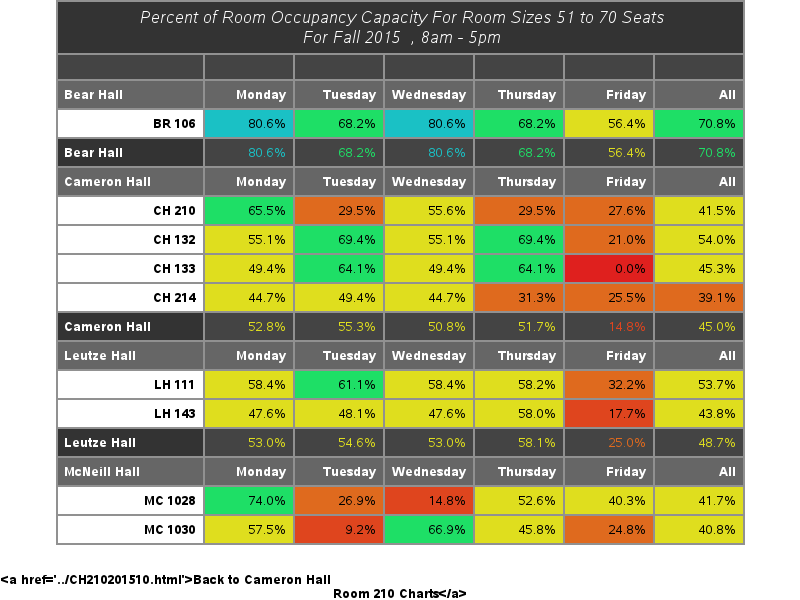 Percent of Room Occupancy Capacity For Room Sizes 51 to 70 Seats
For Fall 2015 , 8am - 5pm
Bear Hall Monday Tuesday Wednesday Thursday Friday All
BR 106 80.6% 68.2% 80.6% 68.2% 56.4% 70.8%
Bear Hall 80.6% 68.2% 80.6% 68.2% 56.4% 70.8%
Cameron Hall Monday Tuesday Wednesday Thursday Friday All
CH 210 65.5% 29.5% 55.6% 29.5% 27.6% 41.5%
CH 132 55.1% 69.4% 55.1% 69.4% 21.0% 54.0%
CH 133 49.4% 64.1% 49.4% 64.1% 0.0% 45.3%
CH 214 44.7% 49.4% 44.7% 31.3% 25.5% 39.1%
Cameron Hall 52.8% 55.3% 50.8% 51.7% 14.8% 45.0%
Leutze Hall Monday Tuesday Wednesday Thursday Friday All
LH 111 58.4% 61.1% 58.4% 58.2% 32.2% 53.7%
LH 143 47.6% 48.1% 47.6% 58.0% 17.7% 43.8%
Leutze Hall 53.0% 54.6% 53.0% 58.1% 25.0% 48.7%
McNeill Hall Monday Tuesday Wednesday Thursday Friday All
MC 1028 74.0% 26.9% 14.8% 52.6% 40.3% 41.7%
MC 1030 57.5% 9.2% 66.9% 45.8% 24.8% 40.8%
<a href='../CH210201510.html'>Back to Cameron Hall
Room 210 Charts</a>